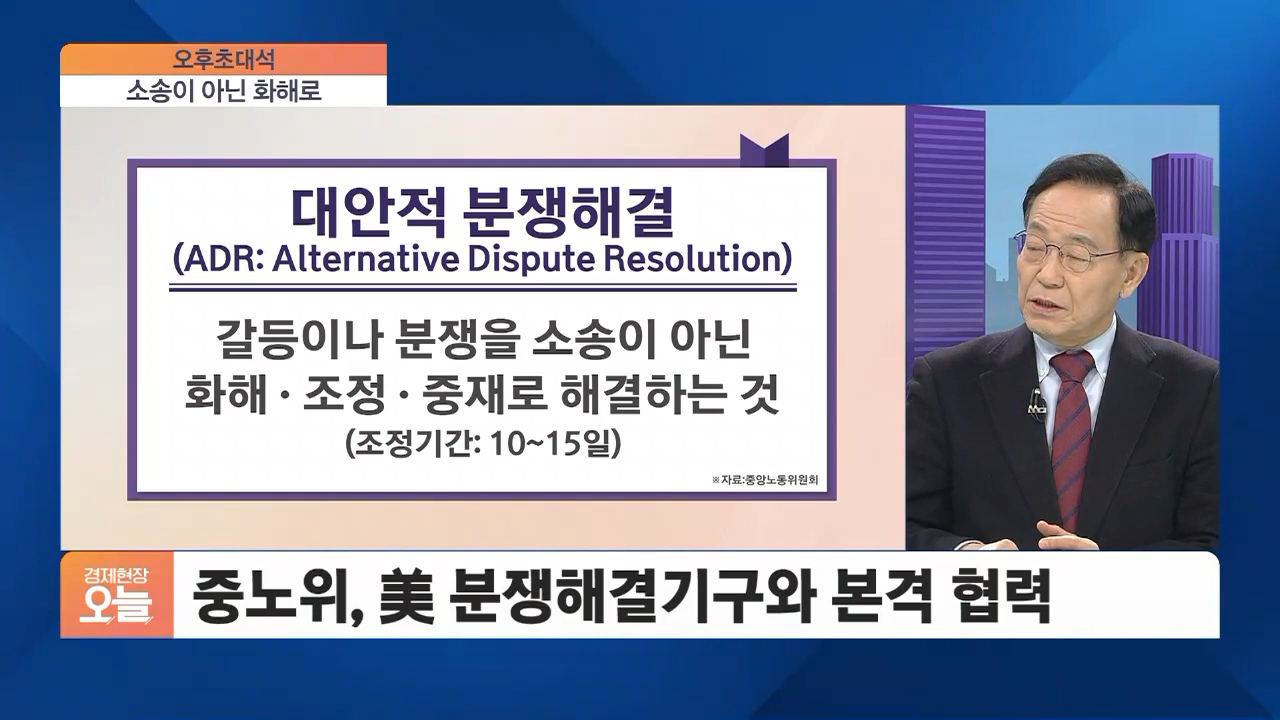 오후초대석
소송이 아닌 화해로
대안적 분쟁해결
(ADR: Alternative Dispute Resolution)
갈등이나 분쟁을 소송이 아닌
화해 · 조정 · 중재로 해결하는 것
(조정기간: 10~15일)
※ 자료:중앙노동위원회
경제현장
오늘
중노위, 美 분쟁해결기구와 본격 협력